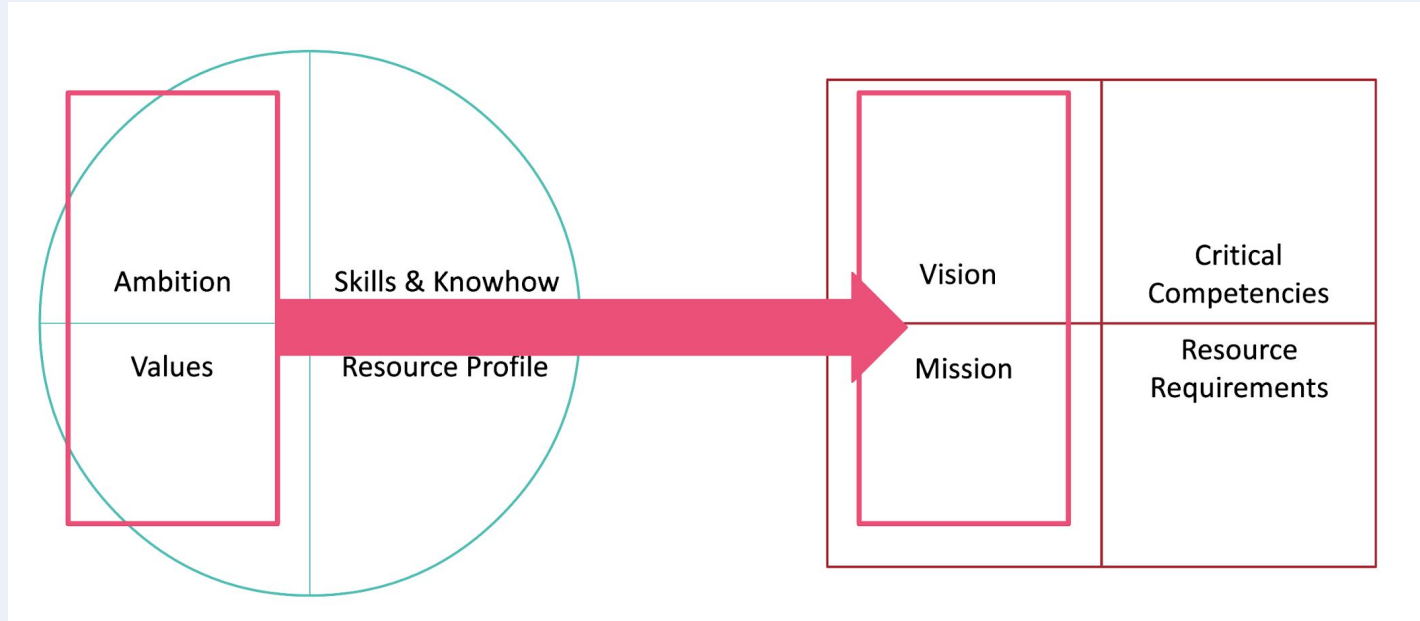 Ambition
Skills & Knowhow
Values
Resource Profile
Vision
Critical
Competencies
Mission
Resource
Requirements